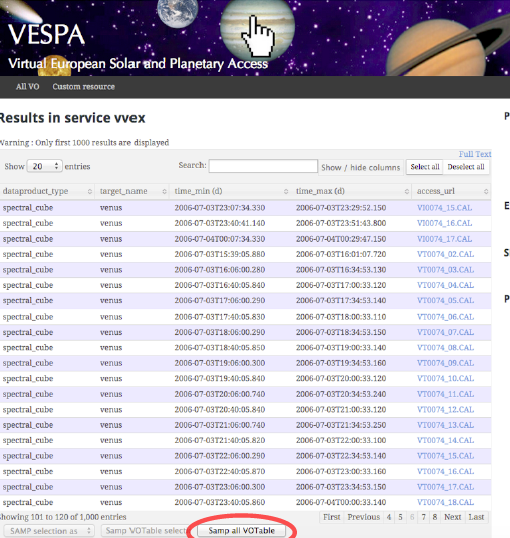 VESPA
Virtual European Solar and Planetary Access
All VO Custom resource
Results in service vvex
Warning : Only first 1000 results are displayed
Full Text
Show 20 entries Search: Show / hide columns Select all Deselect all
dataproduct_type target_name time_min (d) time_max (d) access_url
spectral_cube venus 2006-07-03T23:07:34.330 2006-07-03T23:29:52.150 VI0074_15.CAL
spectral_cube venus 2006-07-03T23:40:41.140 2006-07-03T23:51:43.800 VI0074_16.CAL
spectral_cube venus 2006-07-04T00:07:34.330 2006-07-04T00:29:47.150 VI0074_17.CAL
spectral_cube venus 2006-07-03T15:39:05.880 2006-07-03T16:01:07.720 VT0074_02.CAL
spectral_cube venus 2006-07-03T16:06:00.280 2006-07-03T16:34:53.130 VT0074_03.CAL
spectral_cube venus 2006-07-03T16:40:05.840 2006-07-03T17:00:33.120 VT0074_04.CAL
spectral_cube venus 2006-07-03T17:06:00.290 2006-07-03T17:34:53.140 VT0074_05.CAL
spectral_cube venus 2006-07-03T17:40:05.830 2006-07-03T18:00:33.110 VT0074_06.CAL
spectral_cube venus 2006-07-03T18:06:00.290 2006-07-03T18:34:53.150 VT0074_07.CAL
spectral_cube venus 2006-07-03T18:40:05.850 2006-07-03T19:00:33.140 VT0074_08.CAL
spectral_cube venus 2006-07-03T19:06:00.300 2006-07-03T19:34:53.160 VT0074_09.CAL
spectral_cube venus 2006-07-03T19:40:05.840 2006-07-03T20:00:33.120 VT0074_10.CAL
spectral_cube venus 2006-07-03T20:06:00.740 2006-07-03T20:34:53.240 VT0074_11.CAL
spectral_cube venus 2006-07-03T20:40:05.840 2006-07-03T21:00:33.120 VT0074_12.CAL
spectral_cube venus 2006-07-03T21:06:00.740 2006-07-03T21:34:53.250 VT0074_13.CAL
spectral_cube venus 2006-07-03T21:40:05.820 2006-07-03T22:00:33.100 VT0074_14.CAL
spectral_cube venus 2006-07-03T22:06:00.290 2006-07-03T22:34:53.140 VT0074_15.CAL
spectral_cube venus 2006-07-03T22:40:05.870 2006-07-03T23:00:33.160 VT0074_16.CAL
spectral_cube venus 2006-07-03T23:06:00.300 2006-07-03T23:34:53.150 VT0074_17.CAL
spectral_cube venus 2006-07-03T23:40:05.860 2006-07-04T00:00:33.140 VT0074_18.CAL
howing 101 to 120 of 1,000 entries First Previous 4 5 6 7 8 Next Last
SAMP selection as Samp VOTable select Samp all VOTable